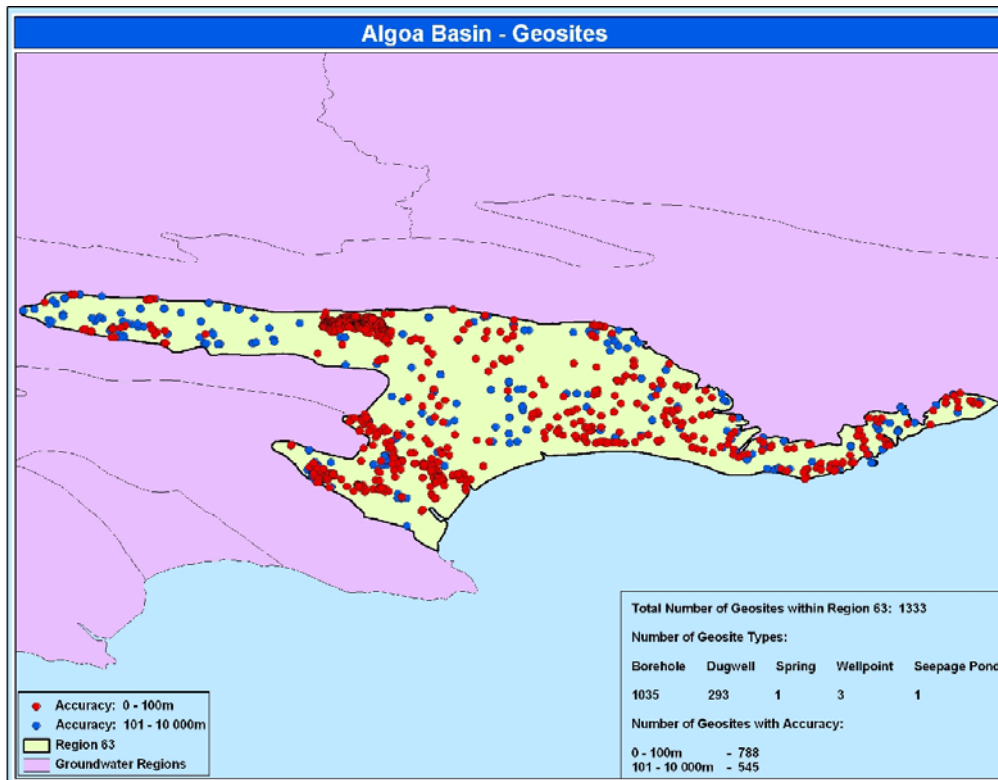 Algoa Basin - Geosites
Accuracy: 0 - 100m
Accuracy: 101 - 10 000m
Region 63
Groundwater Regions
Total Number of Geosites within Region 63: 1333
Number of Geosite Types:
Borehole Dugwell Spring Wellpoint Seepage Pond
1035 293 1 3 1
Number of Geosites with Accuracy:
0 - 100m - 788
101 - 10 000m - 545